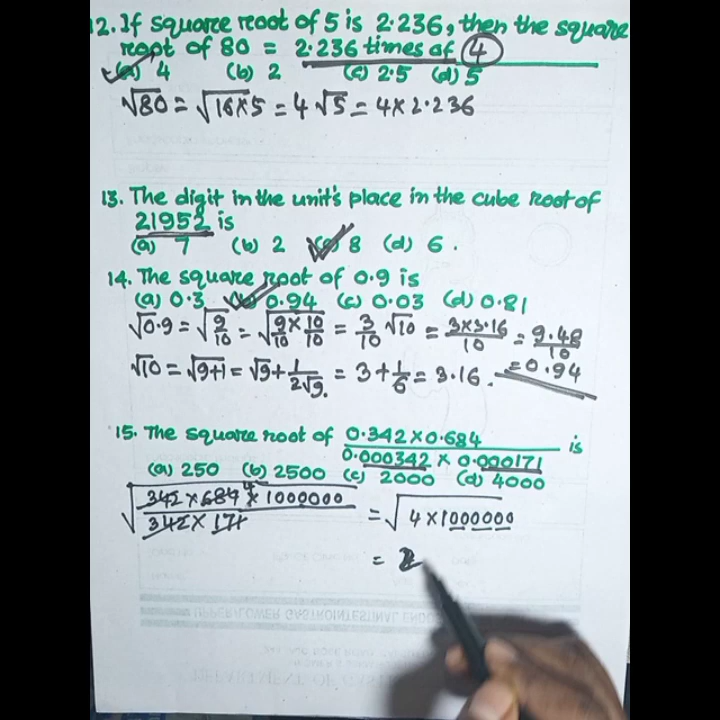 12. If square root of 5 is 2.236, then the square
root of 80 = 2.236 times of 4
(a) 4 (b) 2 (c) 2.5 (d) 5
√80 = √16×5 = 4 √5 = 4×2.236
13. The digit in the unit's place in the cube root of
21952 is
(a) 7 (b) 2 (c) 8 (d) 6.
14. The square root of 0.9 is
(a) 0.3 (b) 0.94 (c) 0.03 (d) 0.81
√0.9 = √9/10 = √9/10 × 10/10 = 3/10 √10 = 3×3.16/10 = 9.48/10
√10 = √9+1 = √9 + 1/2√9. = 3 + 1/6 = 3.16. = 0.94
15. The square root of 0.342×0.684/0.000342 × 0.000171 is
(a) 250 (b) 2500 (c) 2000 (d) 4000
√342×684 4 × 1000000/342×171 = √4×1000000
= 2
UPPER/LOWER GASTROINTESTINAL